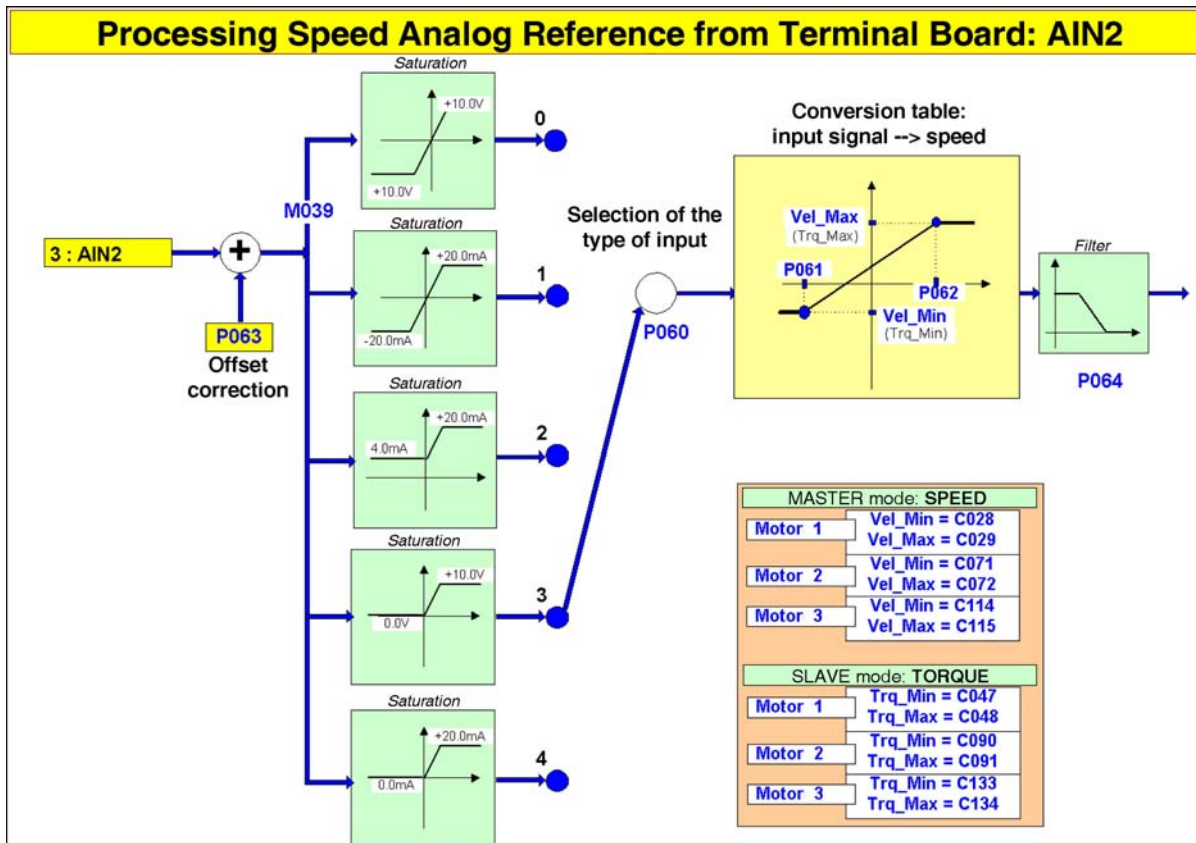 Processing Speed Analog Reference from Terminal Board: AIN2
Saturation
+10.0V
+10.0V
0
M039
3 : AIN2
+
P063
Offset
correction
Saturation
+20.0mA
-20.0mA
1
Saturation
+20.0mA
4.0mA
2
Saturation
+10.0V
0.0V
3
Saturation
+20.0mA
0.0mA
4
Selection of the
type of input
P060
Conversion table:
input signal --> speed
Vel_Max
(Trq_Max)
P061
P062
Vel_Min
(Trq_Min)
Filter
P064
MASTER mode: SPEED
Motor 1
Vel_Min = C028
Vel_Max = C029
Motor 2
Vel_Min = C071
Vel_Max = C072
Motor 3
Vel_Min = C114
Vel_Max = C115
SLAVE mode: TORQUE
Motor 1
Trq_Min = C047
Trq_Max = C048
Motor 2
Trq_Min = C090
Trq_Max = C091
Motor 3
Trq_Min = C133
Trq_Max = C134